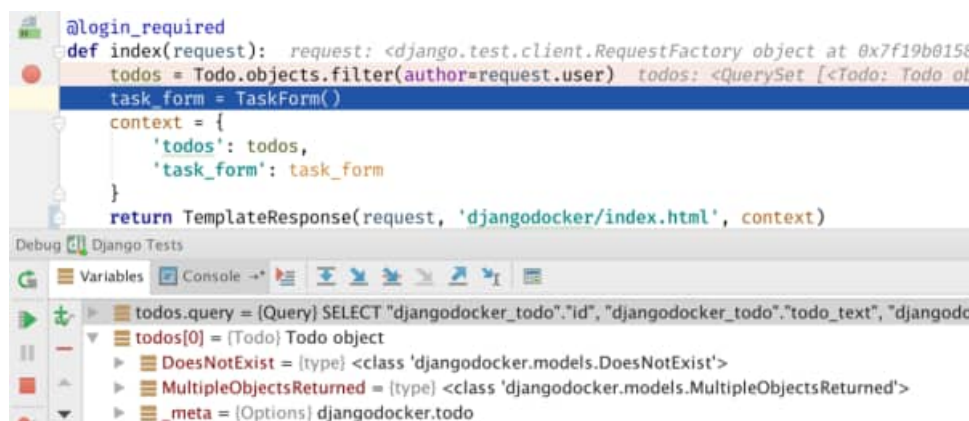 @login_required
def index(request): request: <django.test.client.RequestFactory object at 0x7f19b0158
todos = Todo.objects.filter(author=request.user) todos: <QuerySet [<Todo: Todo ob
task_form = TaskForm()
context = {
'todos': todos,
'task_form': task_form
}
return TemplateResponse(request, 'djangodocker/index.html', context)
Debug Django Tests
Variables Console
todos.query = {Query} SELECT "djangodocker_todo"."id", "djangodocker_todo"."todo_text", "djangodo
todos[0] = {Todo} Todo object
DoesNotExist = {type} <class 'djangodocker.models.DoesNotExist'>
MultipleObjectsReturned = {type} <class 'djangodocker.models.MultipleObjectsReturned'>
_meta = {Options} djangodocker.todo